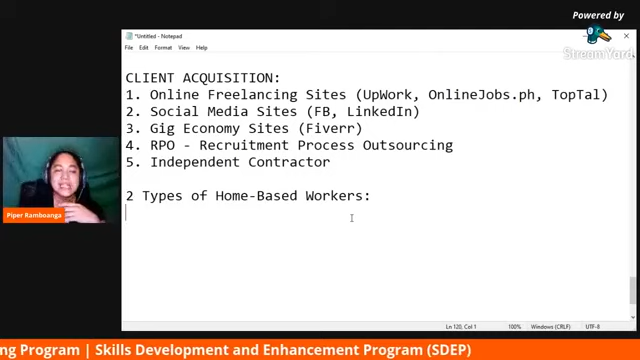 Powered by
StreamYard
*Untitled - Notepad
File Edit Format View Help
CLIENT ACQUISITION:
1. Online Freelancing Sites (UpWork, OnlineJobs.ph, TopTal)
2. Social Media Sites (FB, LinkedIn)
3. Gig Economy Sites (Fiverr)
4. RPO - Recruitment Process Outsourcing
5. Independent Contractor
2 Types of Home-Based Workers:
Piper Ramboanga
Ln 120, Col 1 100% Windows (CRLF) UTF-8
ng Program | Skills Development and Enhancement Program (SDEP)